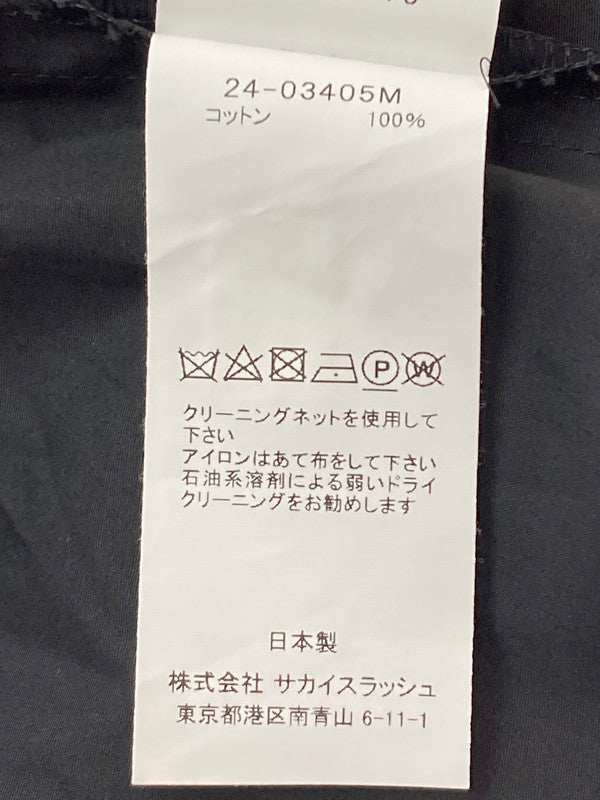 24-03405M
コットン 100%
P W
クリーニングネットを使用して
下さい
アイロンはあて布をして下さい
石油系溶剤による弱いドライ
クリーニングをお勧めします
日本製
株式会社 サカイスラッシュ
東京都港区南青山 6-11-1